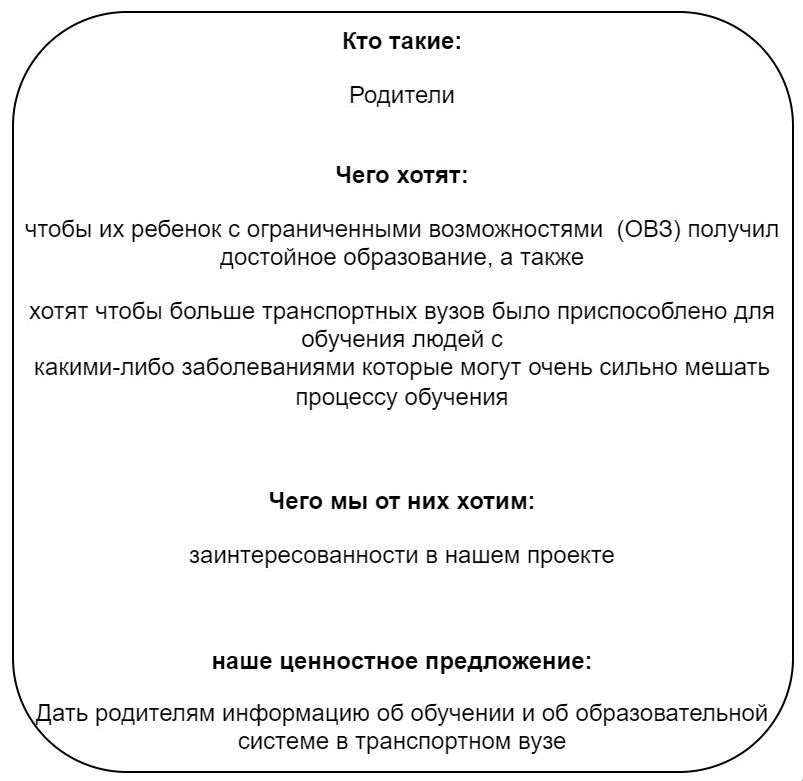 Кто такие:
Родители
Чего хотят:
чтобы их ребенок с ограниченными возможностями  (ОВЗ) получил
достойное образование, а также
хотят чтобы больше транспортных вузов было приспособлено для
обучения людей с
какими-либо заболеваниями которые могут очень сильно мешать
процессу обучения
Чего мы от них хотим:
заинтересованности в нашем проекте
наше ценностное предложение:
Дать родителям информацию об обучении и об образовательной
системе в транспортном вузе